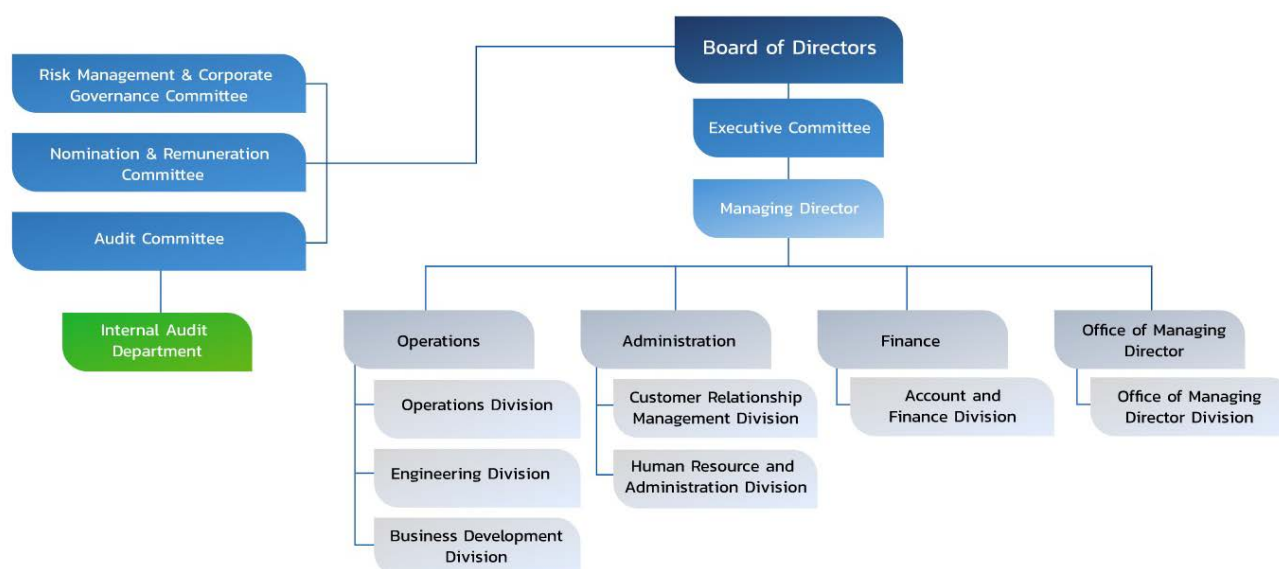 Board of Directors
Risk Management & Corporate
Governance Committee
Executive Committee
Nomination & Remuneration
Committee
Managing Director
Audit Committee
Internal Audit
Department
Operations
Administration
Finance
Office of Managing
Director
Operations Division
Customer Relationship
Management Division
Account and
Finance Division
Office of Managing
Director Division
Engineering Division
Human Resource and
Administration Division
Business Development
Division